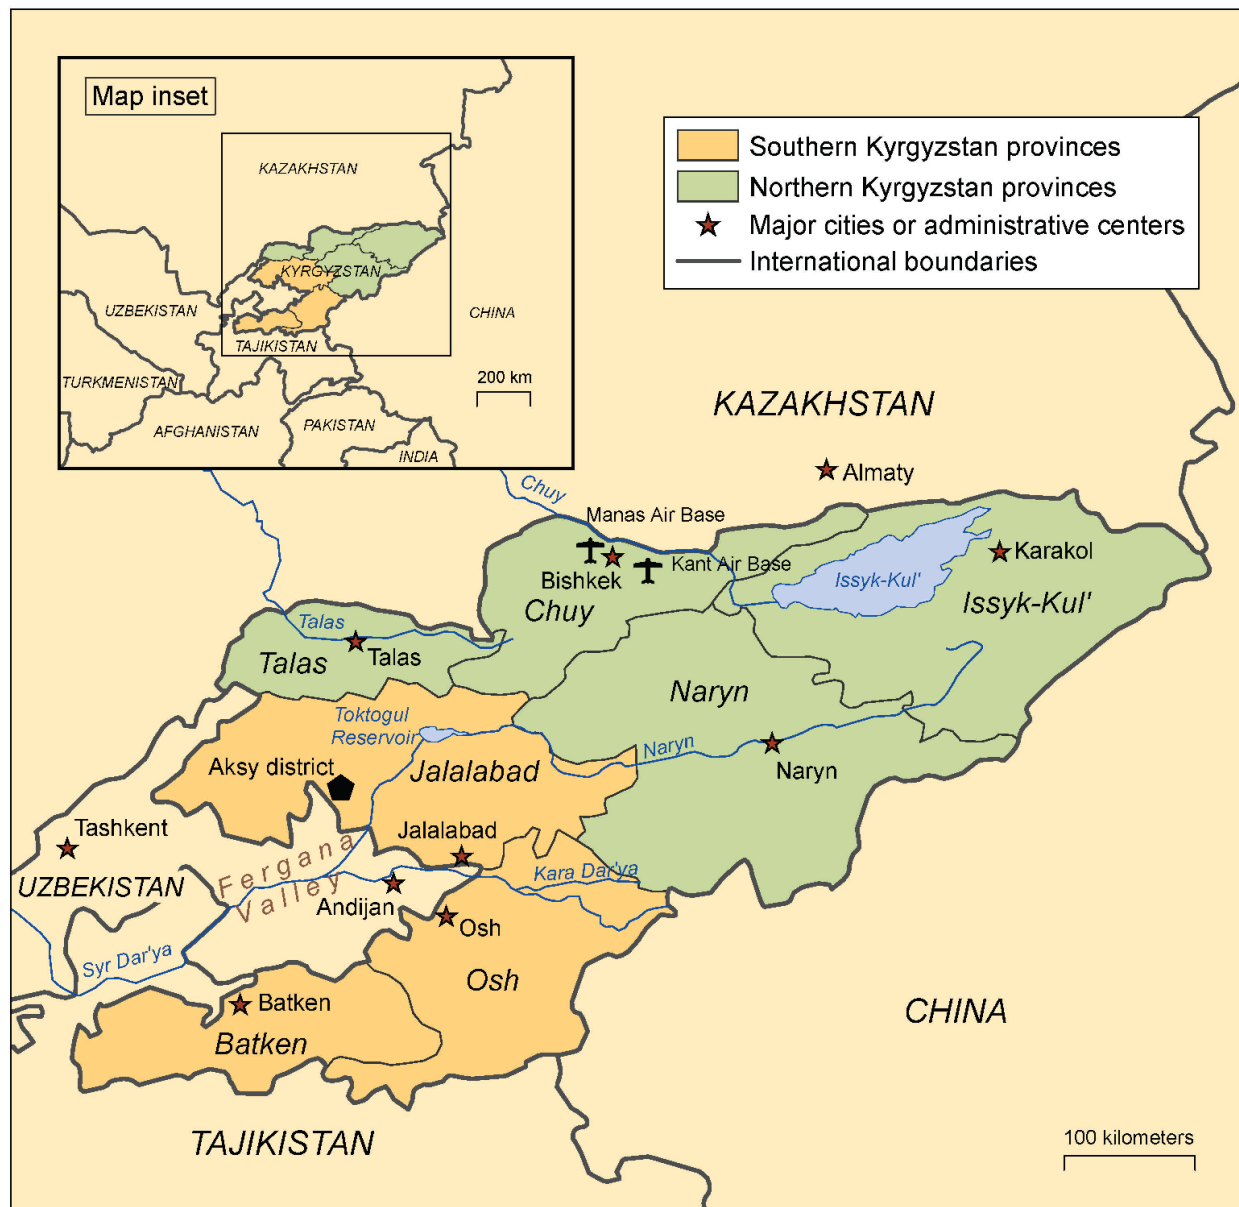 Map inset
KAZAKHSTAN
KYRGYZSTAN
UZBEKISTAN
CHINA
TAJIKISTAN
TURKMENISTAN
200 km
AFGHANISTAN
PAKISTAN
INDIA
Southern Kyrgyzstan provinces
Northern Kyrgyzstan provinces
Major cities or administrative centers
International boundaries
KAZAKHSTAN
Almaty
Chuy
Manas Air Base
Bishkek
Kant Air Base
Chuy
Karakol
Issyk-Kul'
Issyk-Kul'
Talas
Talas
Talas
Naryn
Toktogul
Reservoir
Naryn
Naryn
Aksy district
Jalalabad
Jalalabad
Tashkent
Fergana
Valley
Kara Dar'ya
UZBEKISTAN
Andijan
Osh
Syr Dar'ya
Osh
Batken
Batken
CHINA
TAJIKISTAN
100 kilometers